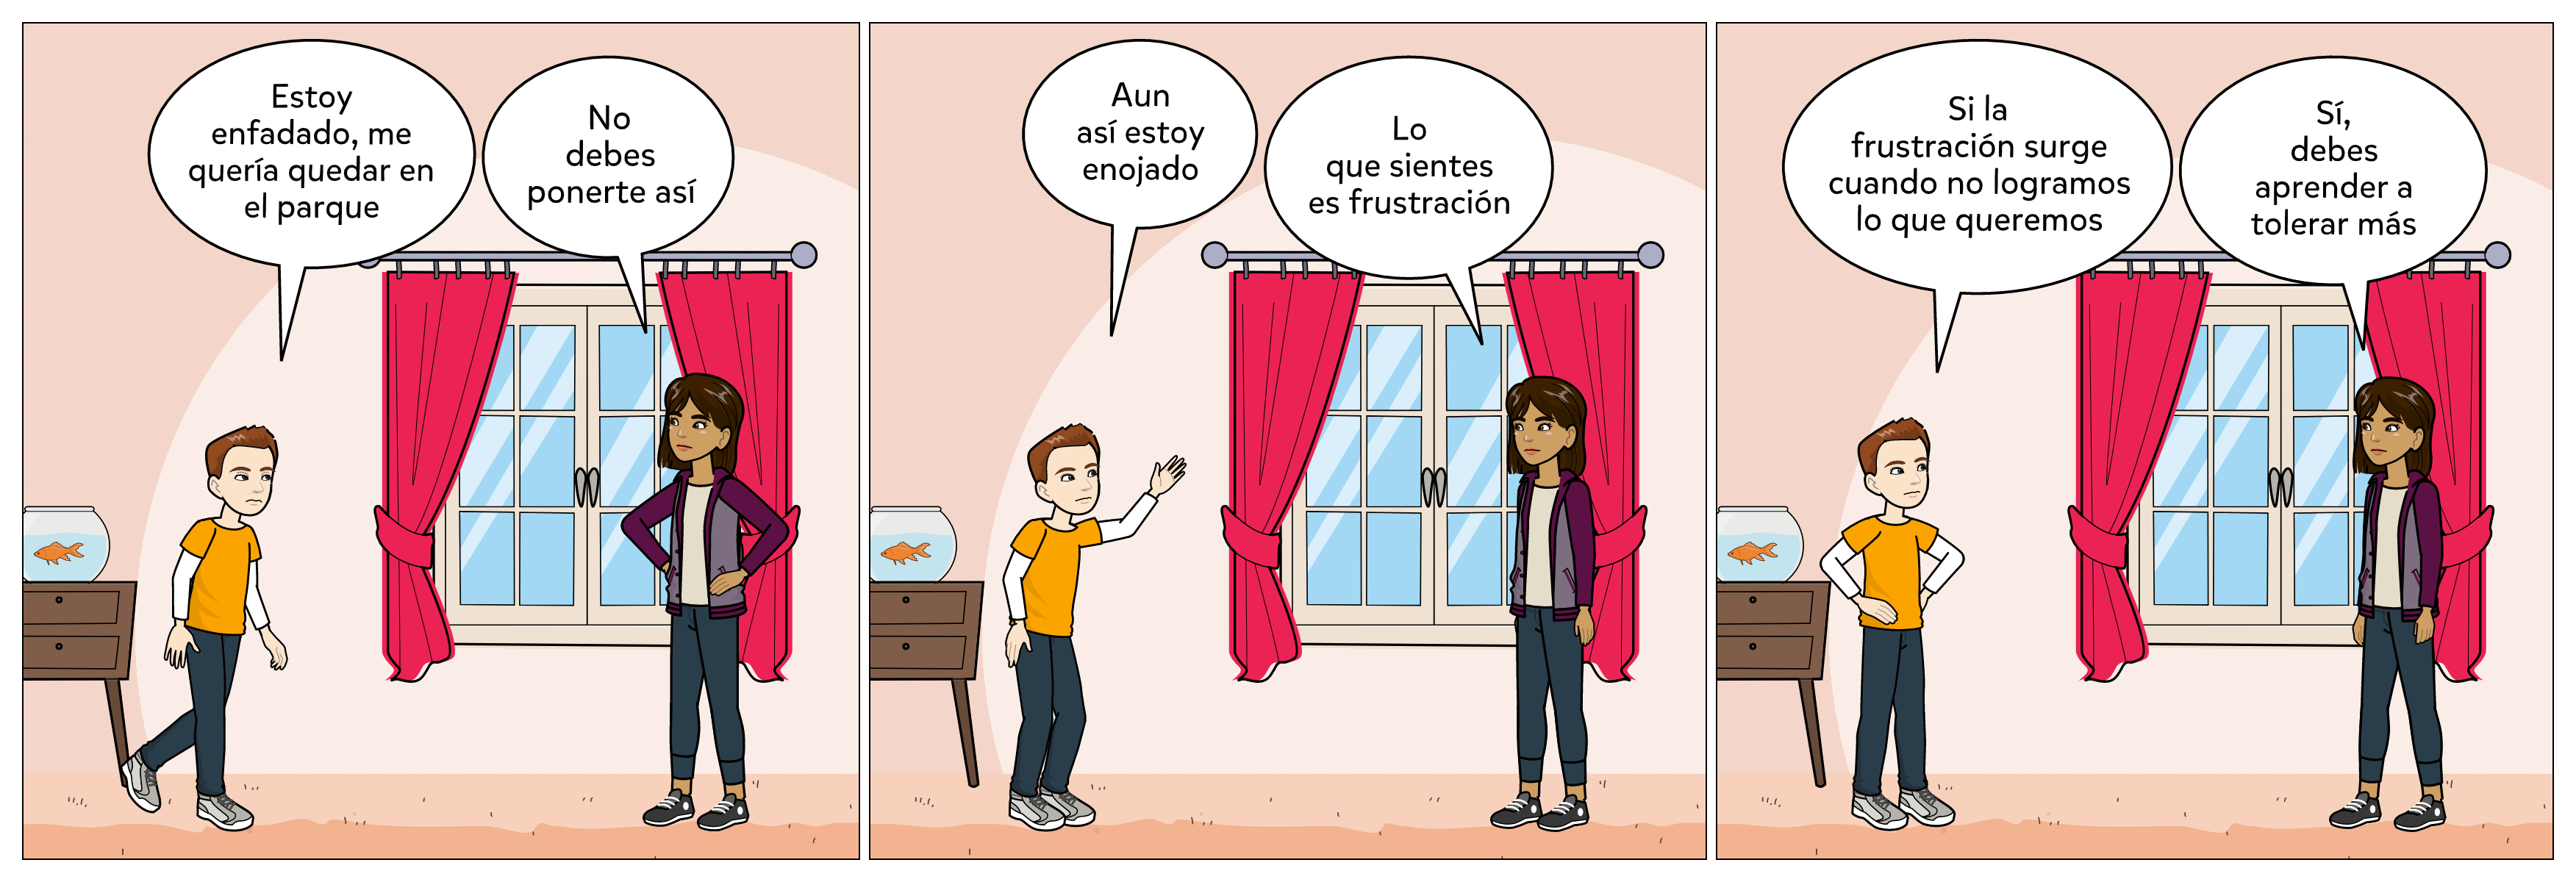 Estoy
enfadado, me
quería quedar en
el parque
No
debes
ponerte así
Aun
así estoy
enojado
Lo
que sientes
es frustración
Si la
frustración surge
cuando no logramos
lo que queremos
Sí,
debes
aprender a
tolerar más